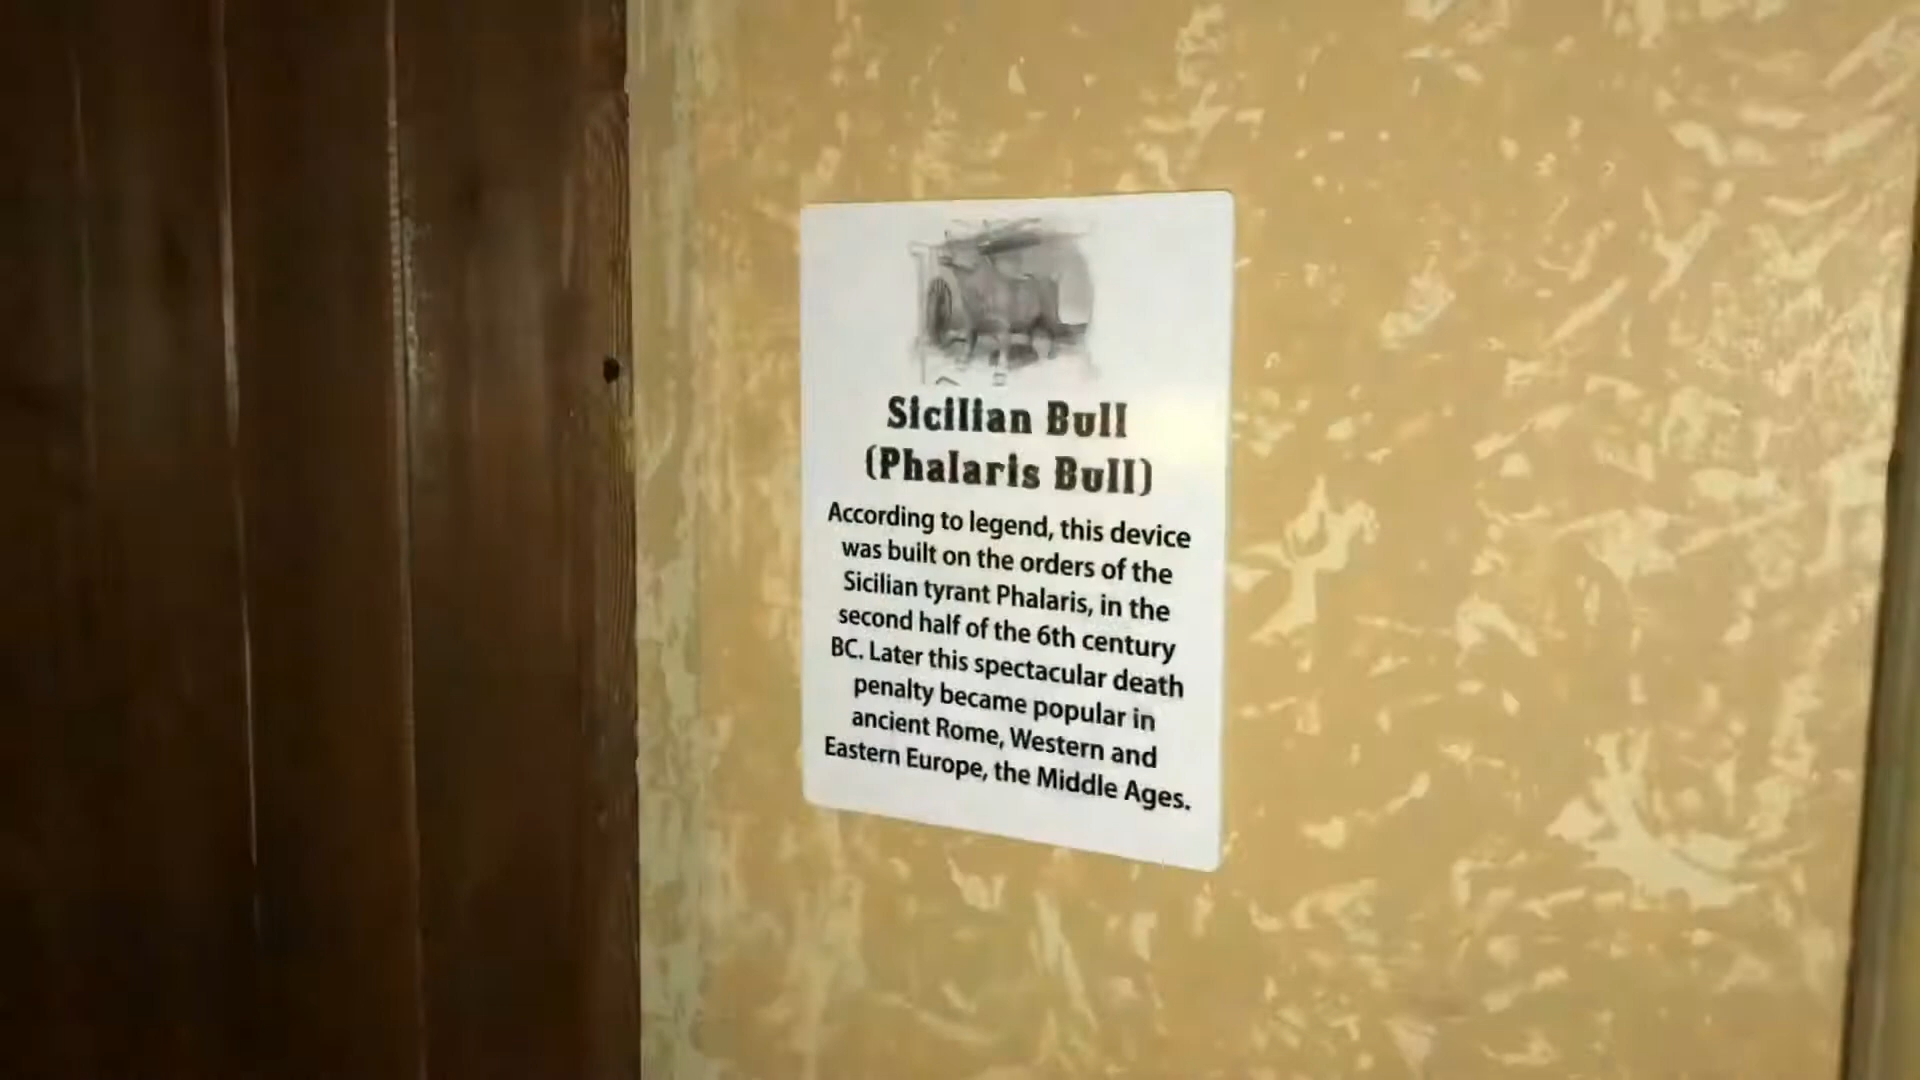 Sicilian Bull
(Phalaris Bull)
According to legend, this device
was built on the orders of the
Sicilian tyrant Phalaris, in the
second half of the 6th century
BC. Later this spectacular death
penalty became popular in
ancient Rome, Western and
Eastern Europe, the Middle Ages.